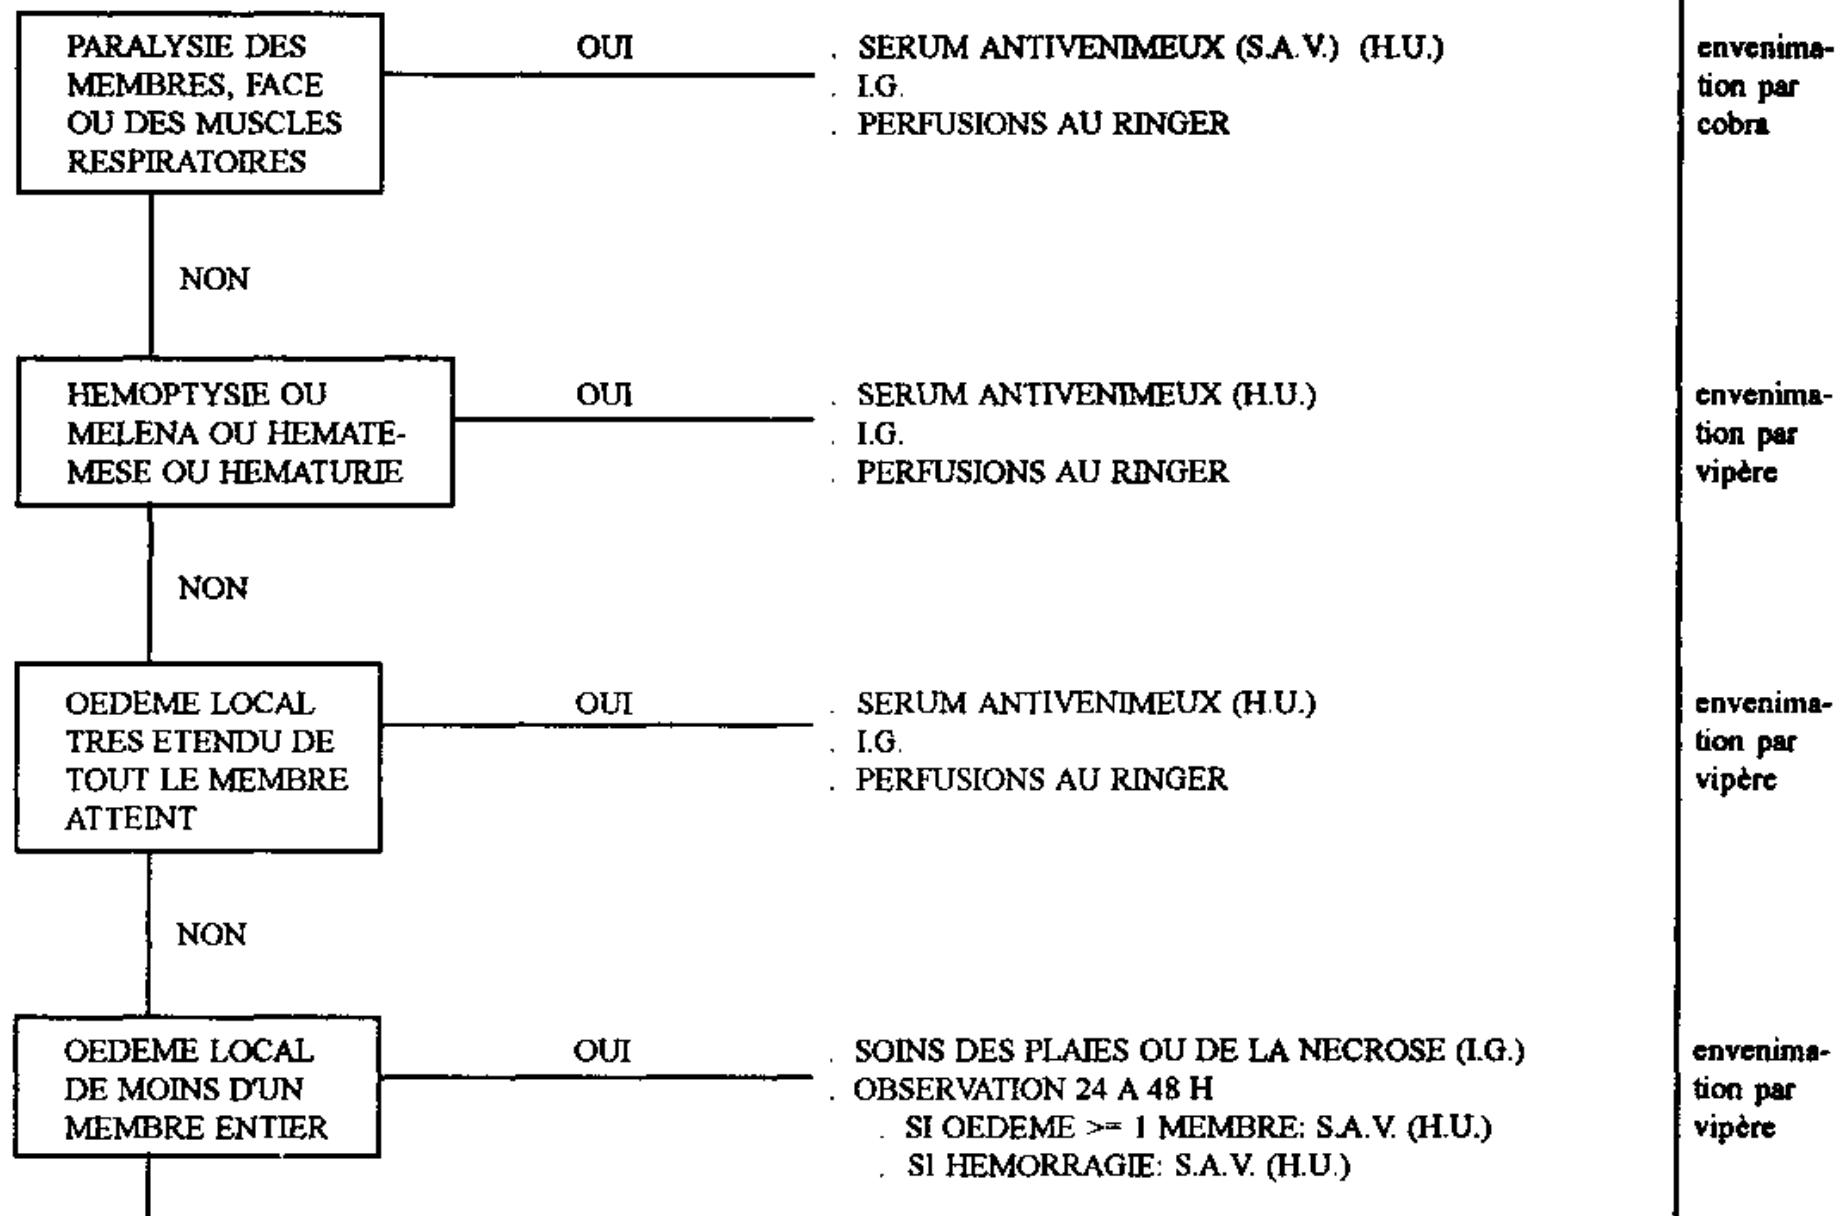 PARALYSIE DES
MEMBRES, FACE
OU DES MUSCLES
RESPIRATOIRES
OUI
. SERUM ANTIVENIMEUX (S.A.V.) (H.U.)
. I.G.
. PERFUSIONS AU RINGER
envenima-
tion par
cobra
NON
HEMOPTYSIE OU
MELENA OU HEMATE-
MESE OU HEMATURIE
OUI
. SERUM ANTIVENIMEUX (H.U.)
. I.G.
. PERFUSIONS AU RINGER
envenima-
tion par
vipère
NON
OEDEME LOCAL
TRES ETENDU DE
TOUT LE MEMBRE
ATTEINT
OUI
. SERUM ANTIVENIMEUX (H.U.)
. I.G.
. PERFUSIONS AU RINGER
envenima-
tion par
vipère
NON
OEDEME LOCAL
DE MOINS D'UN
MEMBRE ENTIER
OUI
. SOINS DES PLAIES OU DE LA NECROSE (I.G.)
. OBSERVATION 24 A 48 H
. SI OEDEME >= 1 MEMBRE: S.A.V. (H.U.)
. SI HEMORRAGIE: S.A.V. (H.U.)
envenima-
tion par
vipère